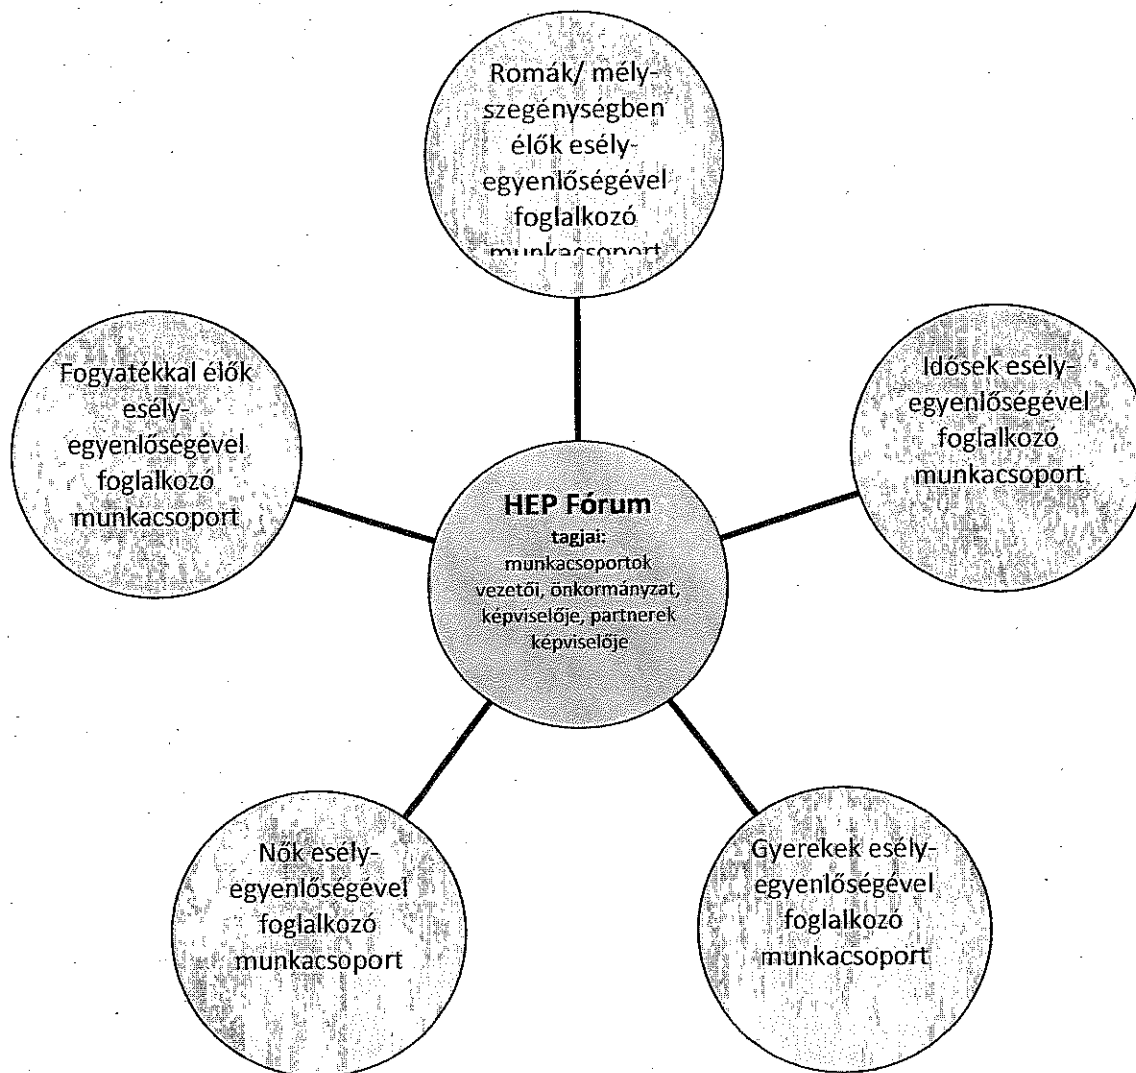 Romák/ mély-
szegénységben
élők esély-
egyenlőségével
foglalkozó
munkacsoport
Fogyatékkal élők
esély-
egyenlőségével
foglalkozó
munkacsoport
Idősek esély-
egyenlőségével
foglalkozó
munkacsoport
HEP Fórum
tagjai:
munkacsoportok
vezetői, önkormányzat,
képviselője, partnerek
képviselője
Nők esély-
egyenlőségével
foglalkozó
munkacsoport
Gyerekek esély-
egyenlőségével
foglalkozó
munkacsoport